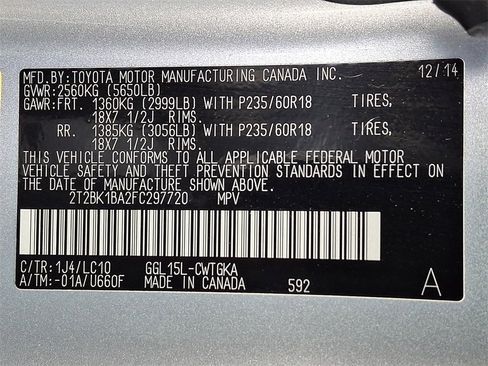 MFD.BY:TOYOTA MOTOR MANUFACTURING CANADA INC. 12/14
GVWR:2560KG (5650LB)
GAWR:FRT. 1360KG (2999LB) WITH P235/60R18 TIRES,
18X7 1/2J RIMS.
RR. 1385KG (3056LB) WITH P235/60R18 TIRES,
18X7 1/2J RIMS.
THIS VEHICLE CONFORMS TO ALL APPLICABLE FEDERAL MOTOR
VEHICLE SAFETY AND THEFT PREVENTION STANDARDS IN EFFECT ON
THE DATE OF MANUFACTURE SHOWN ABOVE.
2T2BK1BA2FC297720 MPV
C/TR:1J4/LC10 GGL15L-CWTGKA
A/TM:-01A/U660F MADE IN CANADA 592 A